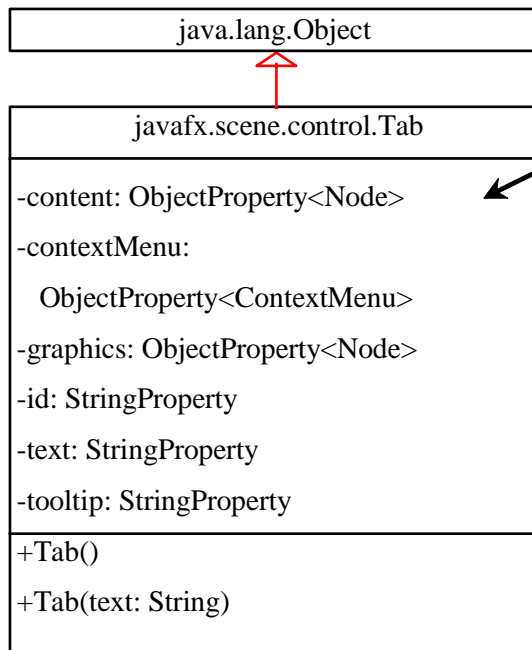 java.lang.Object
javafx.scene.control.Tab
-content: ObjectProperty<Node>
-contextMenu:
ObjectProperty<ContextMenu>
-graphics: ObjectProperty<Node>
-id: StringProperty
-text: StringProperty
-tooltip: StringProperty
+Tab()
+Tab(text: String)